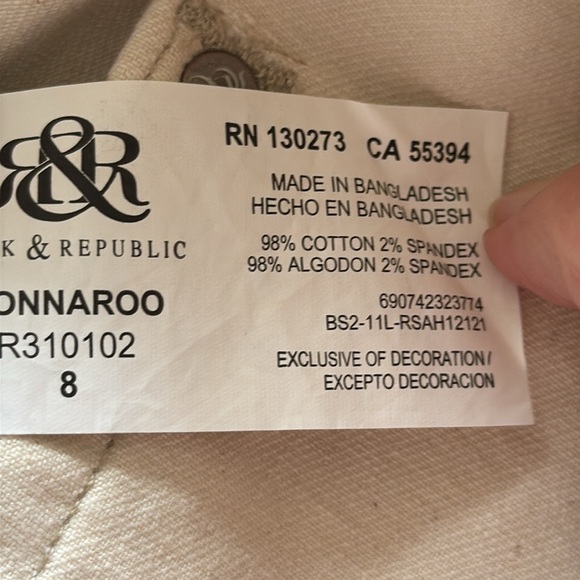 R&R
K & REPUBLIC
ONNAROO
R310102
8
RN 130273 CA 55394
MADE IN BANGLADESH
HECHO EN BANGLADESH
98% COTTON 2% SPANDEX
98% ALGODON 2% SPANDEX
690742323774
BS2-11L-RSAH12121
EXCLUSIVE OF DECORATION/
EXCEPTO DECORACION